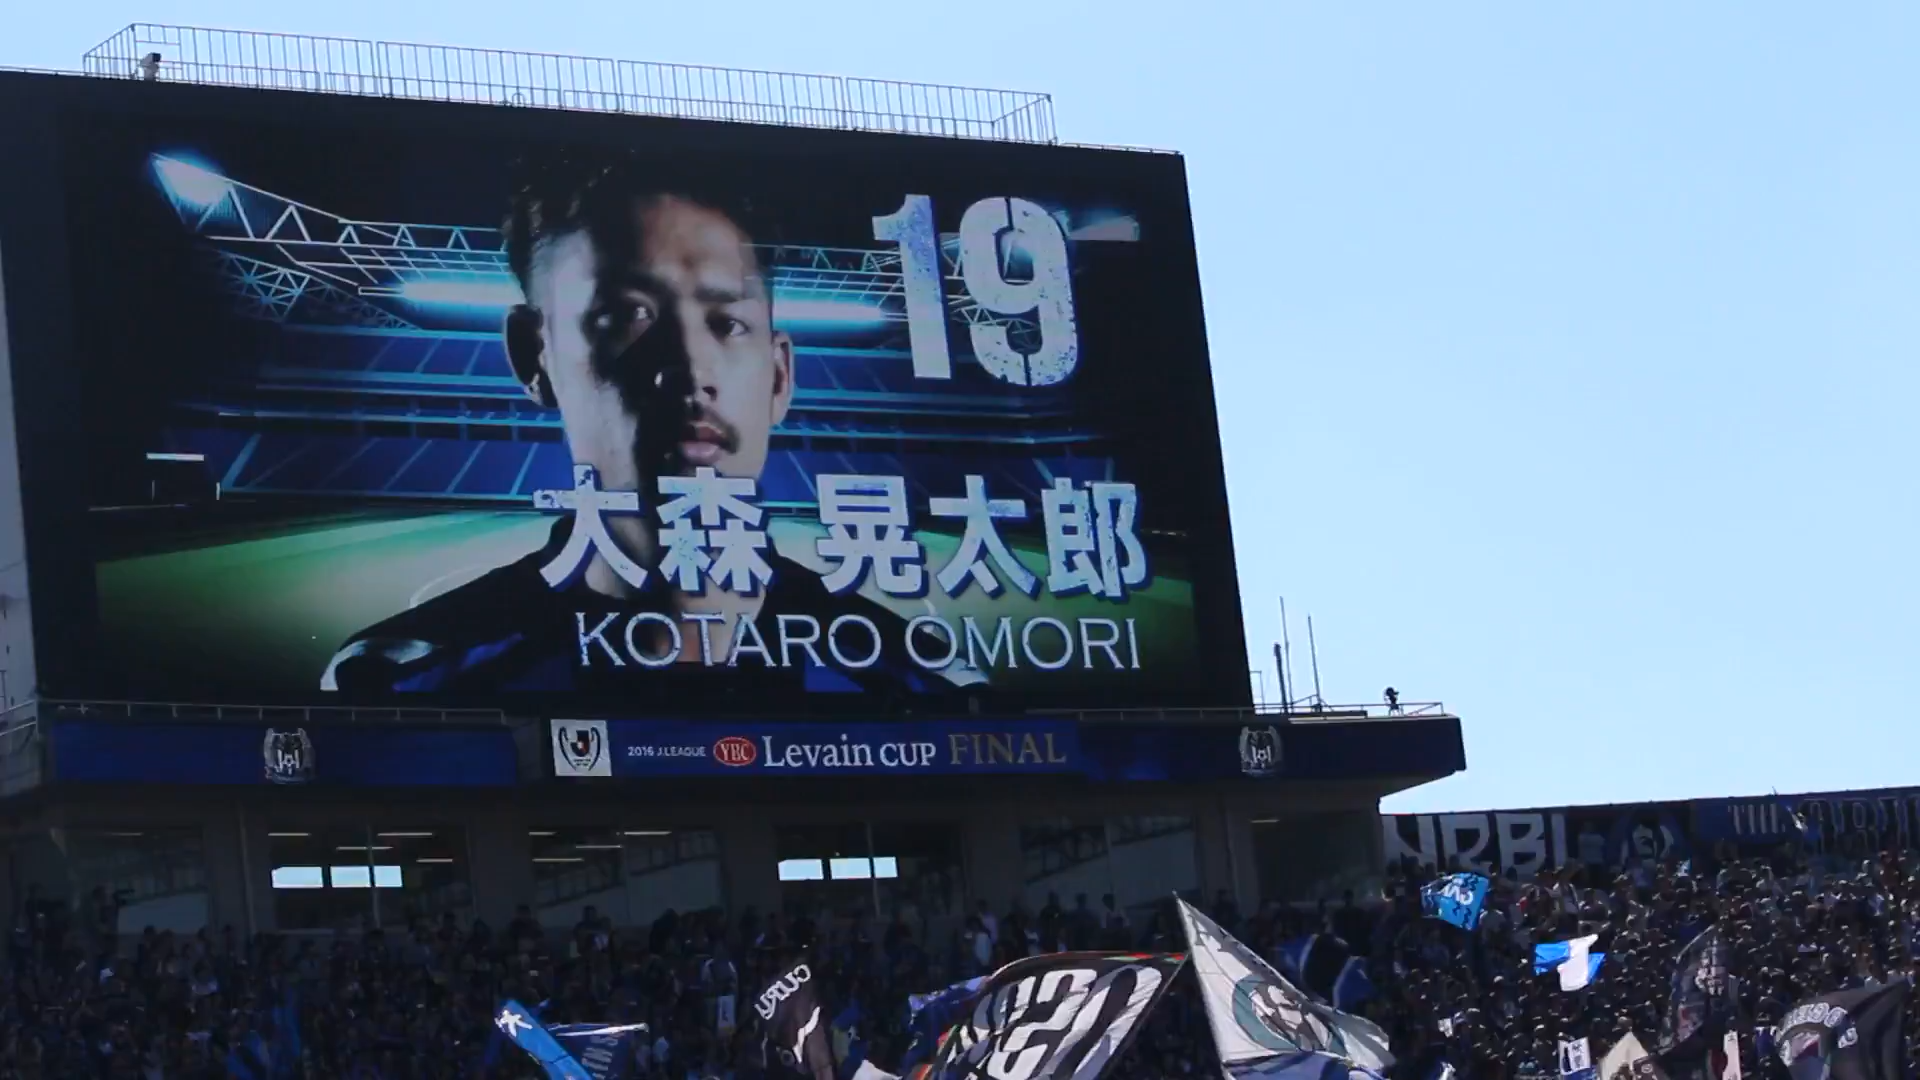 19
大森 晃太郎
KOTARO OMORI
2016 J.LEAGUE YBC Levain CUP FINAL